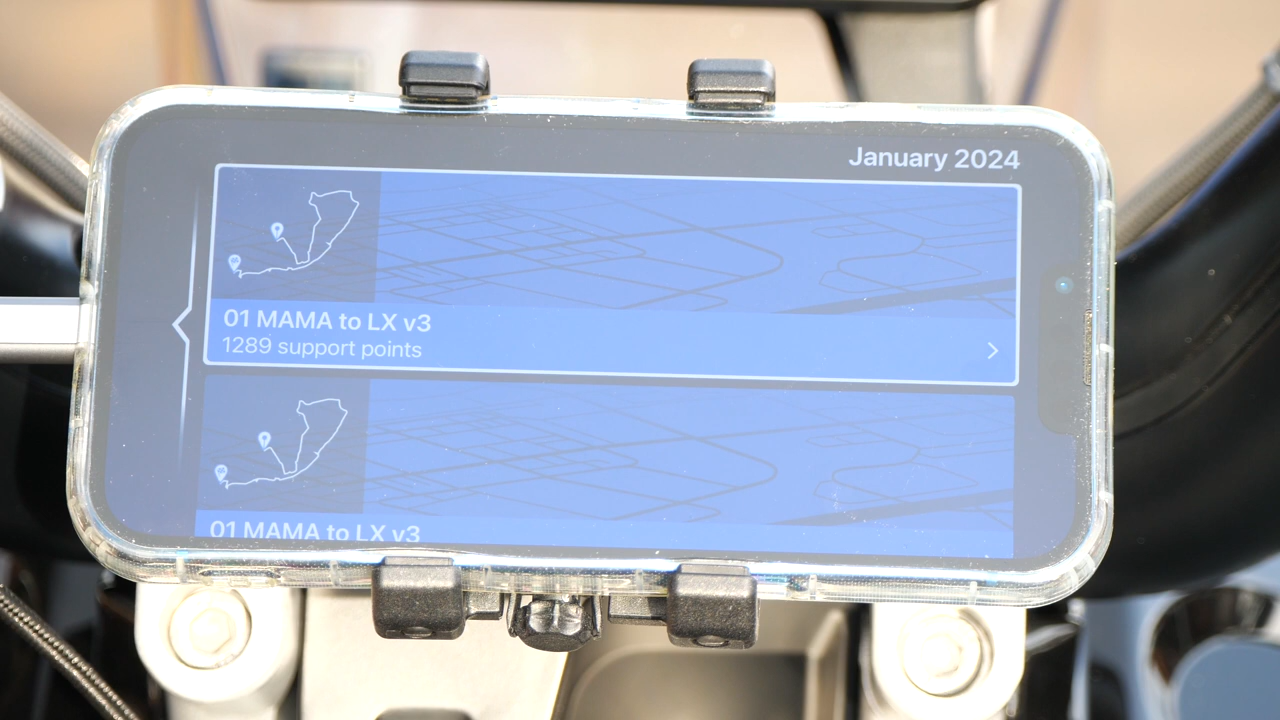 January 2024
01 MAMA to LX v3
1289 support points
01 MAMA to LX v3